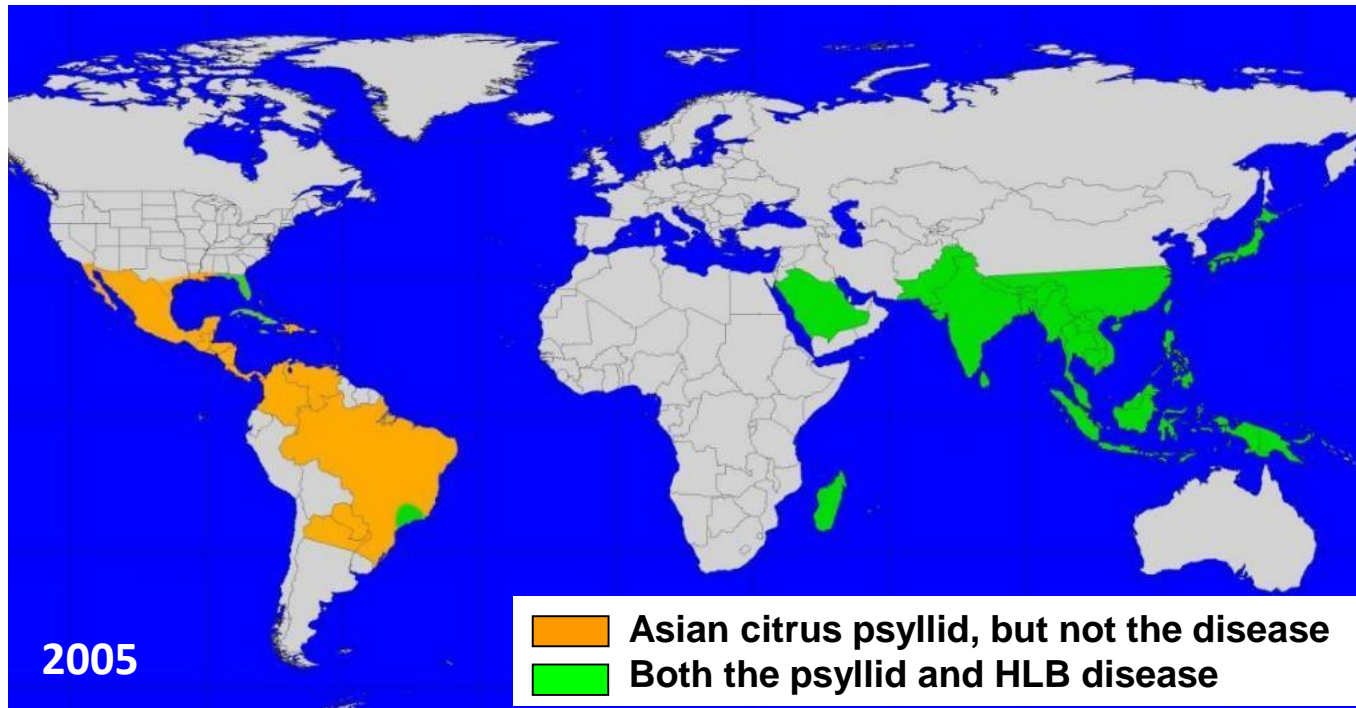 2005
Asian citrus psyllid, but not the disease
Both the psyllid and HLB disease